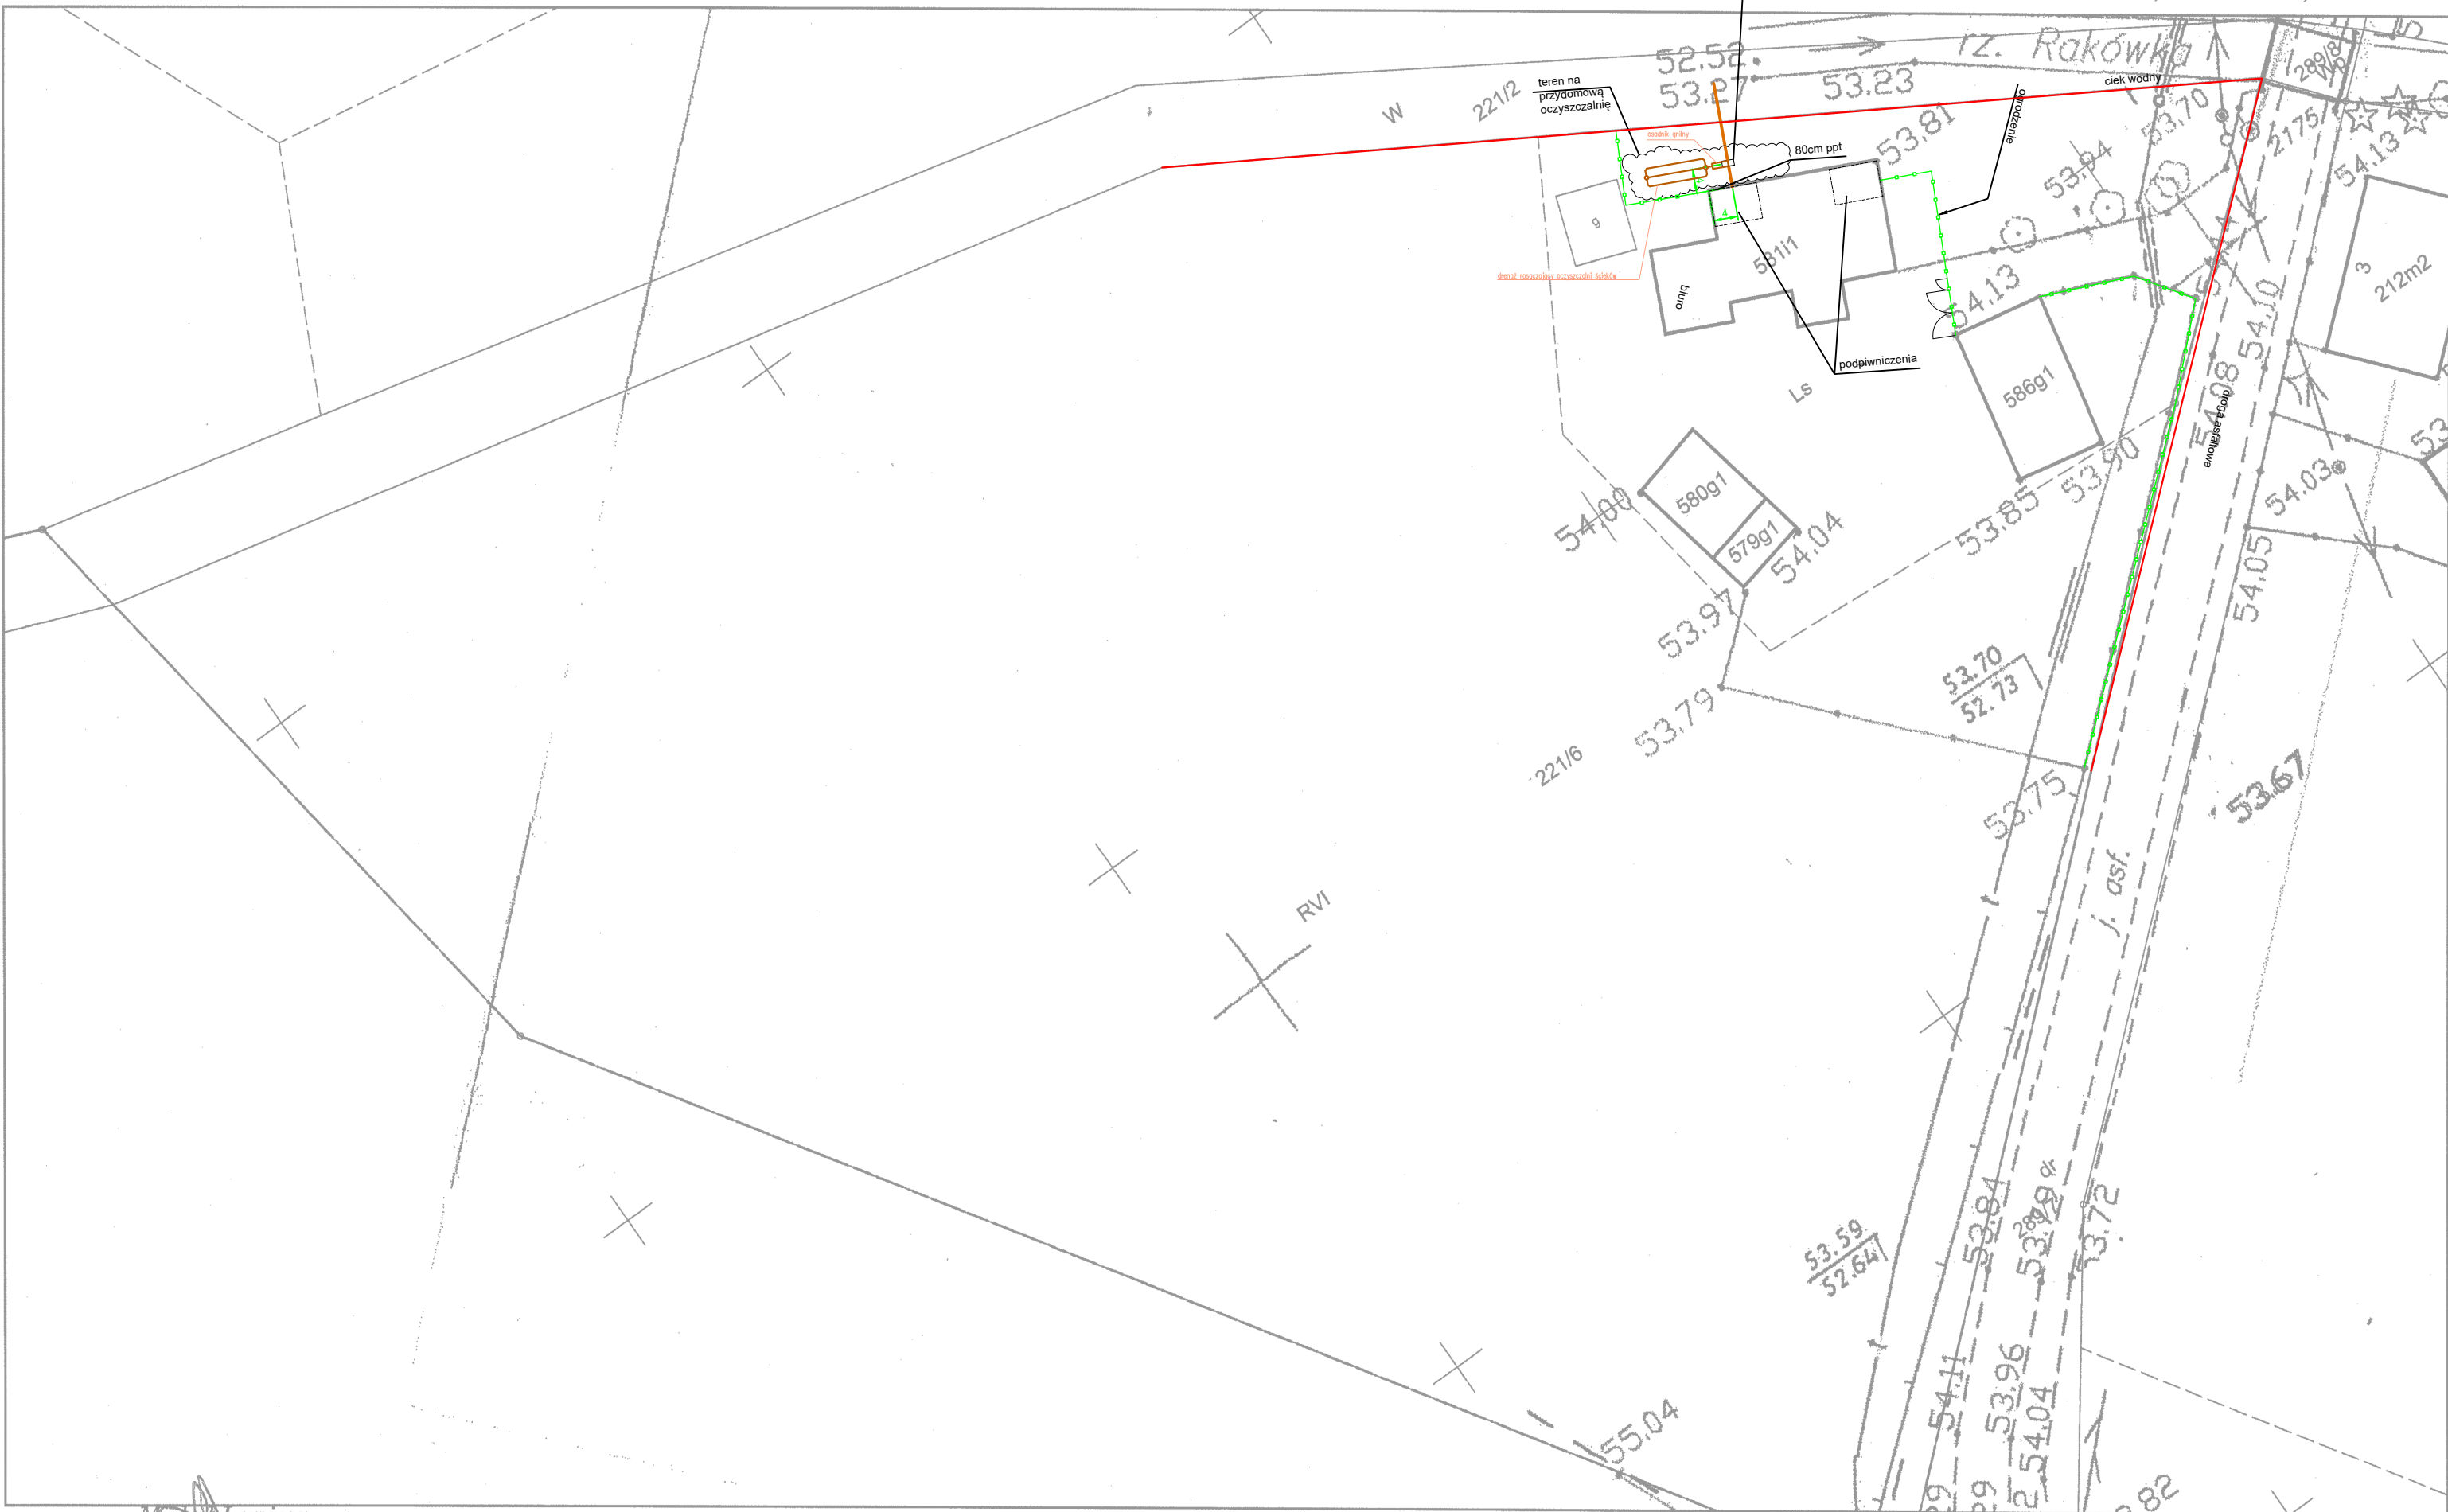 rz. Rakówka
52.52
53.27
53.23
teren na
przydomową
oczyszczalnię
W
221/2
ciek wodny
289/8
Wp
ogrodzenie
53.81
53.70
2175/
54.13
osadnik gnilny
80cm ppt
53.94
g
4
4
581i1
3
212m2
drenaż rozsączający oczyszczalni ścieków
biuro
54.13
54.10
podpiwniczenia
Ls
586g1
54.08
droga asfaltowa
580g1
579g1
54.00
54.04
53.90
53.85
54.03
54.05
53.97
53.70
52.73
53.79
221/6
53.75
53.67
j. asf.
RVI
dr
53.84
53.72
53.59
52.64
54.11
53.96
54.04
55.04